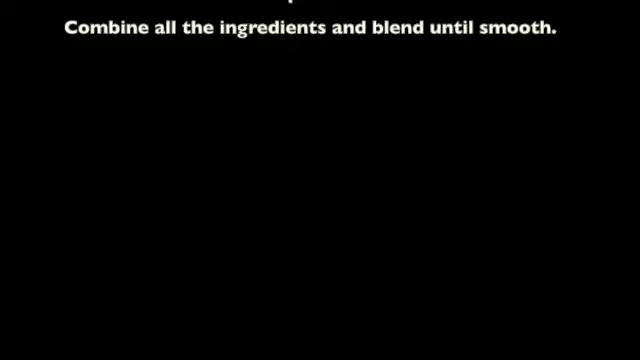 Combine all the ingredients and blend until smooth.